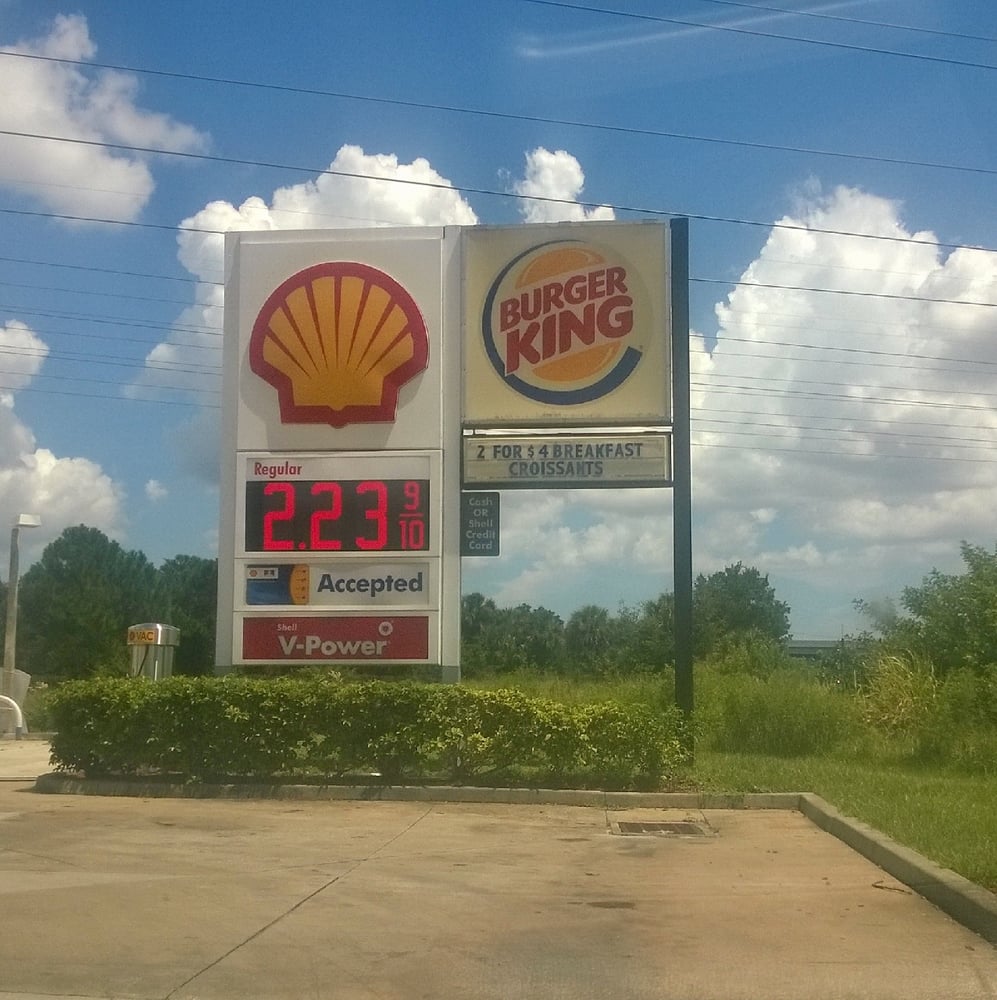 BURGER
KING
2 FOR $4 BREAKFAST
CROISSANTS
Regular
2.23 9/10
Cash
OR
Shell
Credit
Card
Accepted
Shell
V-Power
VAC